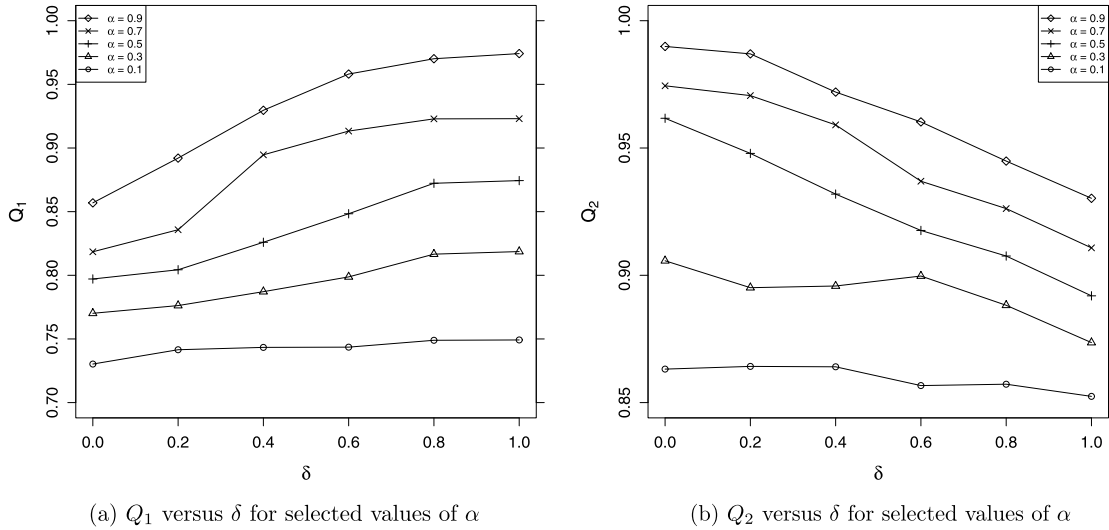 α = 0.9
α = 0.7
α = 0.5
α = 0.3
α = 0.1
1.00
0.95
0.90
0.85
0.80
0.75
0.70
Q1
0.0 0.2 0.4 0.6 0.8 1.0
δ
(a) Q1 versus δ for selected values of α
α = 0.9
α = 0.7
α = 0.5
α = 0.3
α = 0.1
1.00
0.95
0.90
0.85
Q2
0.0 0.2 0.4 0.6 0.8 1.0
δ
(b) Q2 versus δ for selected values of α